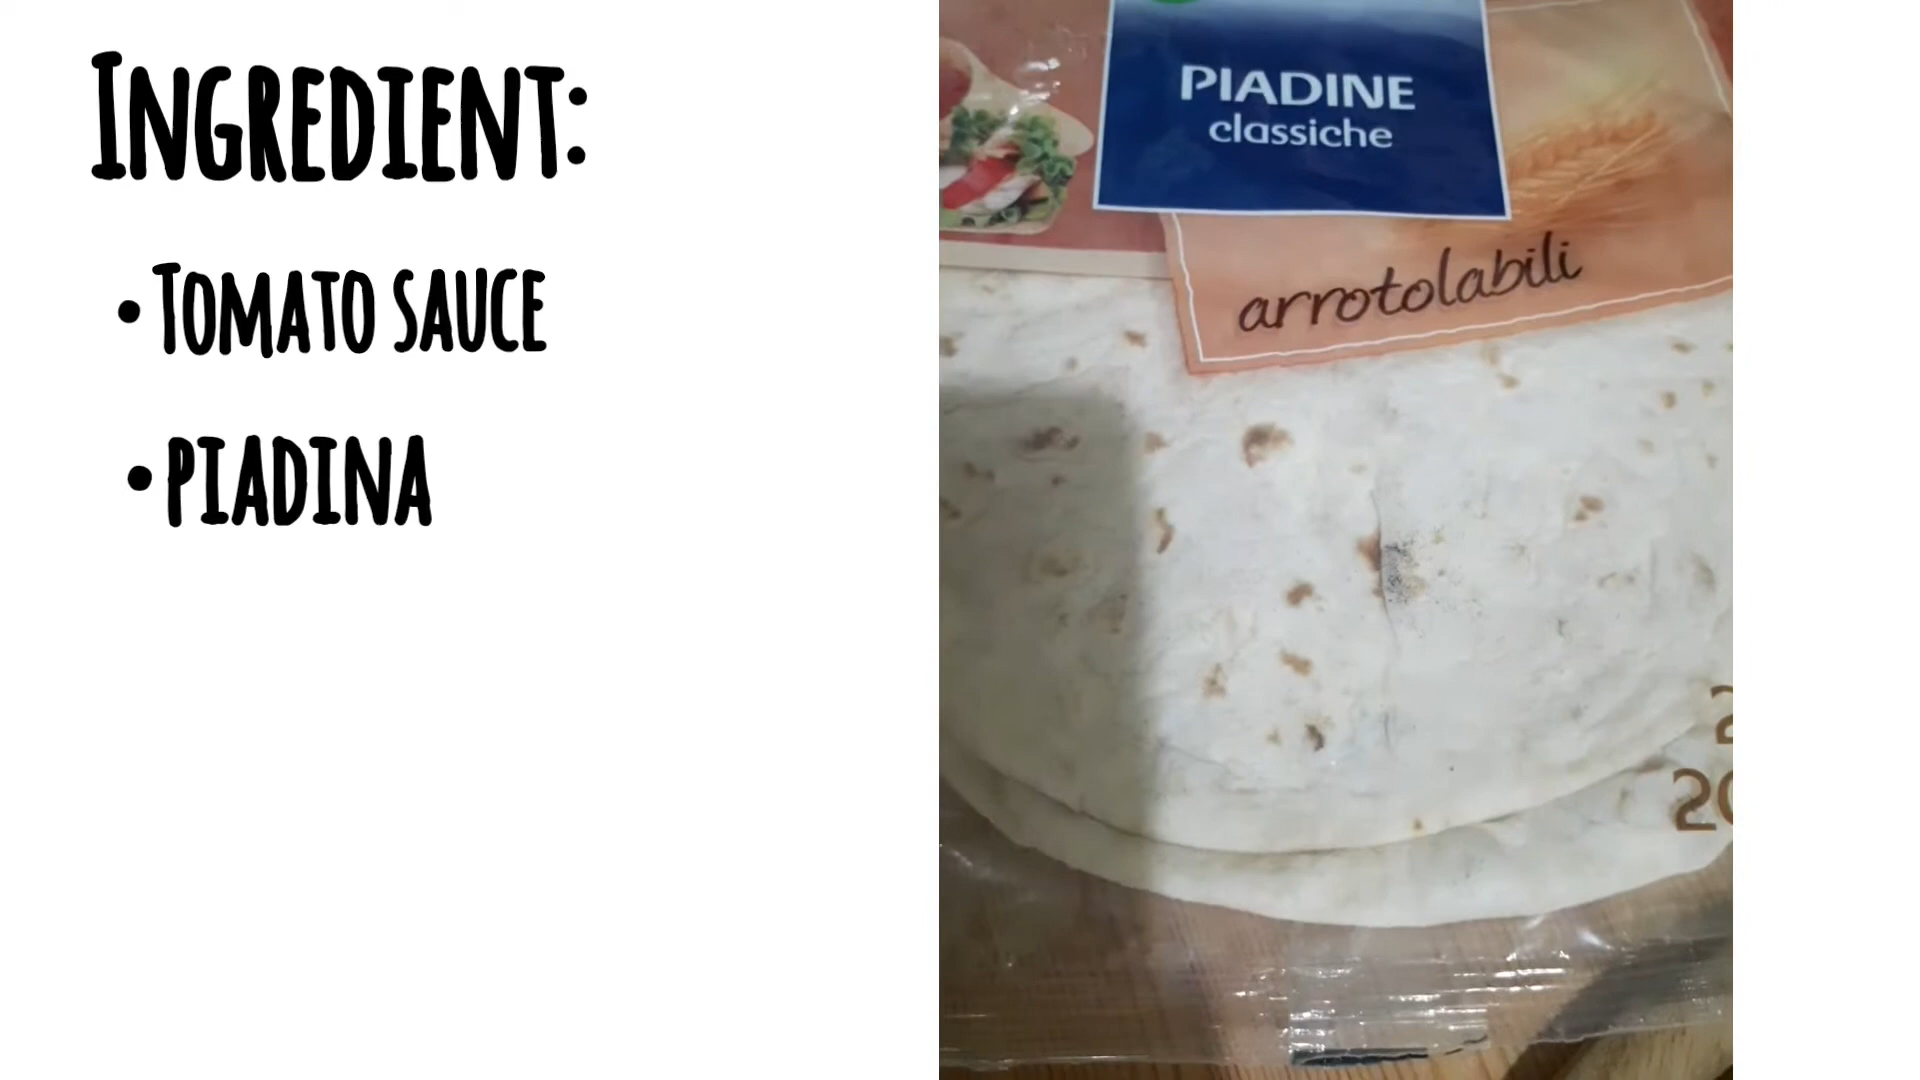 INGREDIENT:
• TOMATO SAUCE
• PIADINA
PIADINE
classiche
arrotolabili